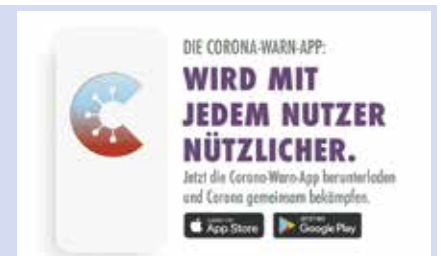 DIE CORONA-WARN-APP:
WIRD MIT
JEDEM NUTZER
NÜTZLICHER.
Jetzt die Corona-Warn-App herunterladen
und Corona gemeinsam bekämpfen.
App Store
Google Play